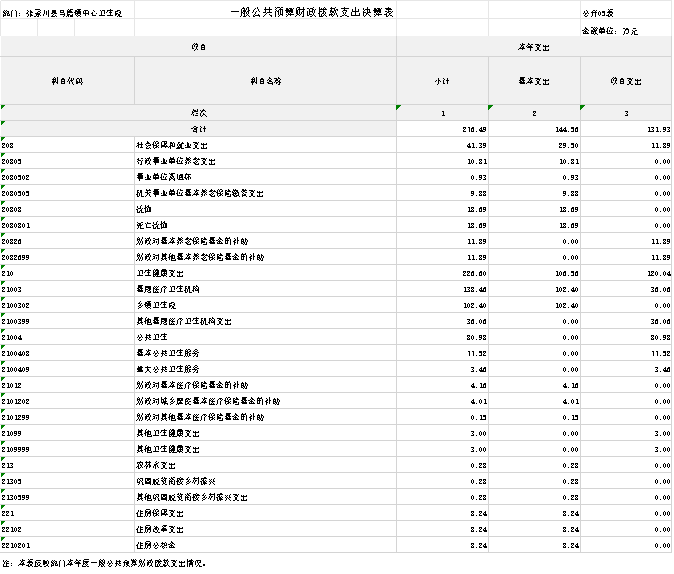 一般公共预算财政拨款支出决算表
部门：张家川县马鹿镇中心卫生院 公开05表
金额单位：万元
项目 本年支出
科目代码 科目名称 小计 基本支出 项目支出
栏次 1 2 3
合计 276.49 144.56 131.93
208 社会保障和就业支出 41.39 29.50 11.89
20805 行政事业单位养老支出 10.81 10.81 0.00
2080502 事业单位离退休 0.93 0.93 0.00
2080505 机关事业单位基本养老保险缴费支出 9.88 9.88 0.00
20808 抚恤 18.69 18.69 0.00
2080801 死亡抚恤 18.69 18.69 0.00
20826 财政对基本养老保险基金的补助 11.89 0.00 11.89
2082699 财政对其他基本养老保险基金的补助 11.89 0.00 11.89
210 卫生健康支出 226.60 106.56 120.04
21003 基层医疗卫生机构 138.46 102.40 36.06
2100302 乡镇卫生院 102.40 102.40 0.00
2100399 其他基层医疗卫生机构支出 36.06 0.00 36.06
21004 公共卫生 80.98 0.00 80.98
2100408 基本公共卫生服务 77.52 0.00 77.52
2100409 重大公共卫生服务 3.46 0.00 3.46
21012 财政对基本医疗保险基金的补助 4.16 4.16 0.00
2101202 财政对城乡居民基本医疗保险基金的补助 4.01 4.01 0.00
2101299 财政对其他基本医疗保险基金的补助 0.15 0.15 0.00
21099 其他卫生健康支出 3.00 0.00 3.00
2109999 其他卫生健康支出 3.00 0.00 3.00
213 农林水支出 0.28 0.28 0.00
21305 巩固脱贫衔接乡村振兴 0.28 0.28 0.00
2130599 其他巩固脱贫衔接乡村振兴支出 0.28 0.28 0.00
221 住房保障支出 8.24 8.24 0.00
22102 住房改革支出 8.24 8.24 0.00
2210201 住房公积金 8.24 8.24 0.00
注：本表反映部门本年度一般公共预算财政拨款支出情况。